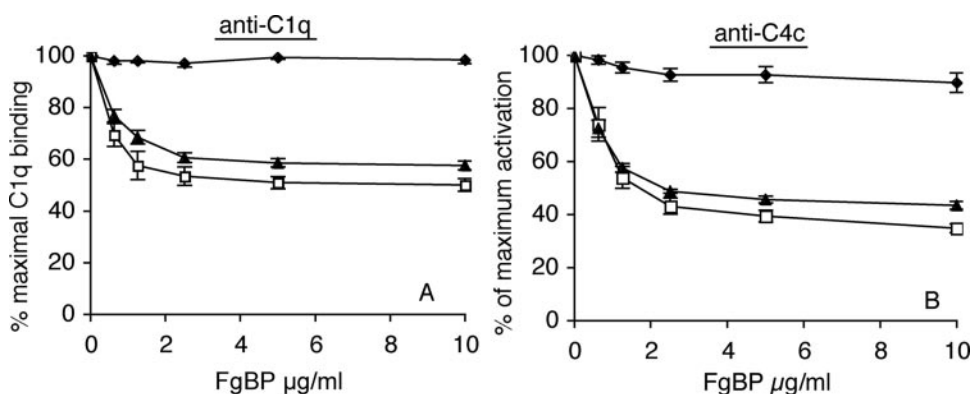 anti-C1q
% maximal C1q binding
100
80
60
40
20
0
A
0 2 4 6 8 10
FgBP µg/ml
anti-C4c
% of maximum activation
100
80
60
40
20
0
B
0 2 4 6 8 10
FgBP µg/ml